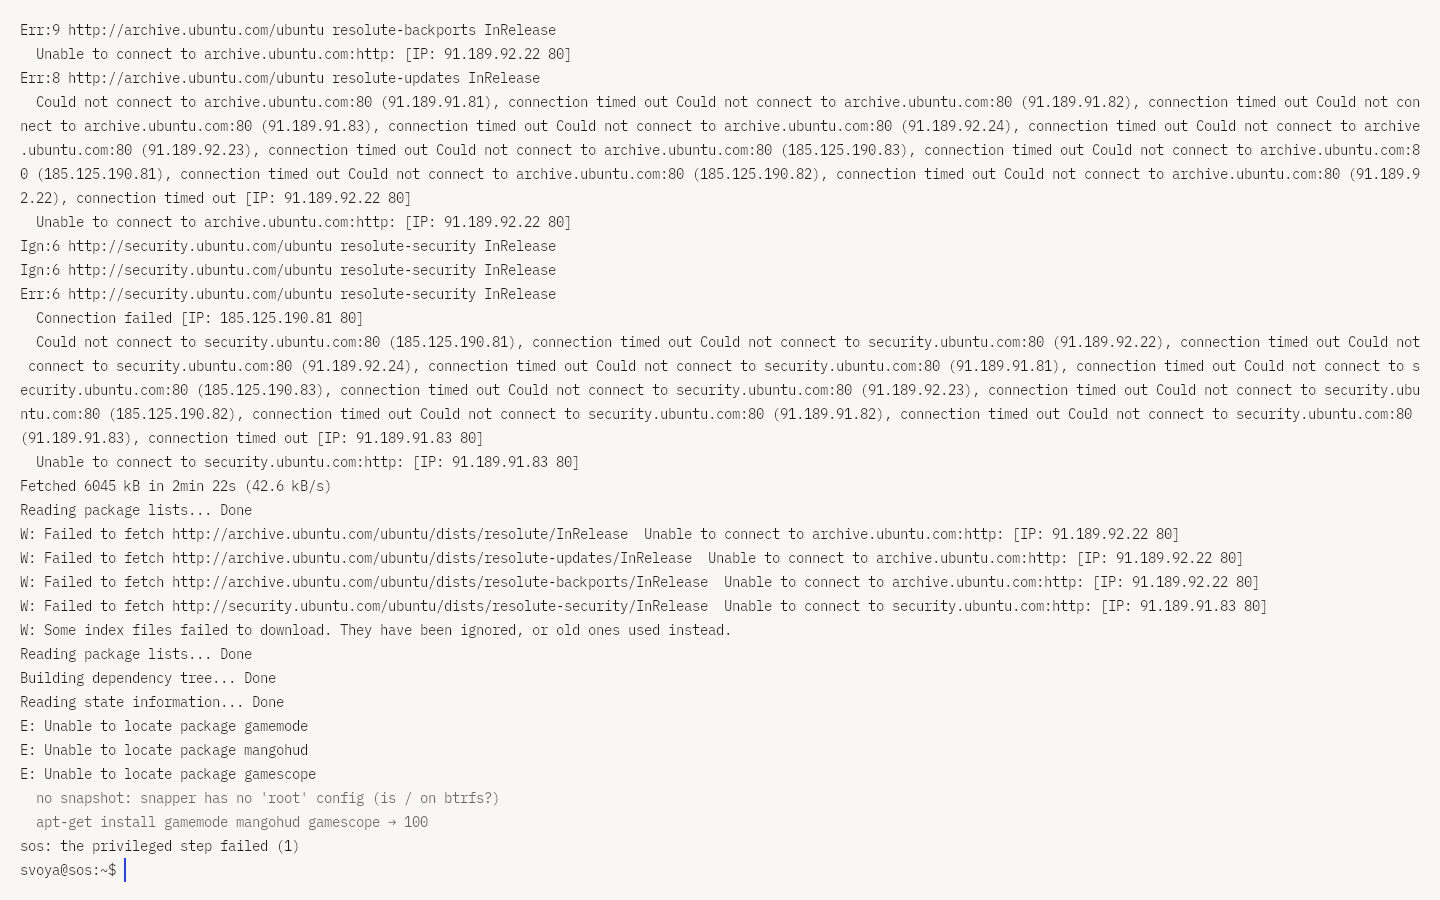 Err:9 http://archive.ubuntu.com/ubuntu resolute-backports InRelease
  Unable to connect to archive.ubuntu.com:http: [IP: 91.189.92.22 80]
Err:8 http://archive.ubuntu.com/ubuntu resolute-updates InRelease
  Could not connect to archive.ubuntu.com:80 (91.189.91.81), connection timed out Could not connect to archive.ubuntu.com:80 (91.189.91.82), connection timed out Could not con
nect to archive.ubuntu.com:80 (91.189.91.83), connection timed out Could not connect to archive.ubuntu.com:80 (91.189.92.24), connection timed out Could not connect to archive
.ubuntu.com:80 (91.189.92.23), connection timed out Could not connect to archive.ubuntu.com:80 (185.125.190.83), connection timed out Could not connect to archive.ubuntu.com:8
0 (185.125.190.81), connection timed out Could not connect to archive.ubuntu.com:80 (185.125.190.82), connection timed out Could not connect to archive.ubuntu.com:80 (91.189.9
2.22), connection timed out [IP: 91.189.92.22 80]
  Unable to connect to archive.ubuntu.com:http: [IP: 91.189.92.22 80]
Ign:6 http://security.ubuntu.com/ubuntu resolute-security InRelease
Ign:6 http://security.ubuntu.com/ubuntu resolute-security InRelease
Err:6 http://security.ubuntu.com/ubuntu resolute-security InRelease
  Connection failed [IP: 185.125.190.81 80]
  Could not connect to security.ubuntu.com:80 (185.125.190.81), connection timed out Could not connect to security.ubuntu.com:80 (91.189.92.22), connection timed out Could not
 connect to security.ubuntu.com:80 (91.189.92.24), connection timed out Could not connect to security.ubuntu.com:80 (91.189.91.81), connection timed out Could not connect to s
ecurity.ubuntu.com:80 (185.125.190.83), connection timed out Could not connect to security.ubuntu.com:80 (91.189.92.23), connection timed out Could not connect to security.ubu
ntu.com:80 (185.125.190.82), connection timed out Could not connect to security.ubuntu.com:80 (91.189.91.82), connection timed out Could not connect to security.ubuntu.com:80
(91.189.91.83), connection timed out [IP: 91.189.91.83 80]
  Unable to connect to security.ubuntu.com:http: [IP: 91.189.91.83 80]
Fetched 6045 kB in 2min 22s (42.6 kB/s)
Reading package lists... Done
W: Failed to fetch http://archive.ubuntu.com/ubuntu/dists/resolute/InRelease  Unable to connect to archive.ubuntu.com:http: [IP: 91.189.92.22 80]
W: Failed to fetch http://archive.ubuntu.com/ubuntu/dists/resolute-updates/InRelease  Unable to connect to archive.ubuntu.com:http: [IP: 91.189.92.22 80]
W: Failed to fetch http://archive.ubuntu.com/ubuntu/dists/resolute-backports/InRelease  Unable to connect to archive.ubuntu.com:http: [IP: 91.189.92.22 80]
W: Failed to fetch http://security.ubuntu.com/ubuntu/dists/resolute-security/InRelease  Unable to connect to security.ubuntu.com:http: [IP: 91.189.91.83 80]
W: Some index files failed to download. They have been ignored, or old ones used instead.
Reading package lists... Done
Building dependency tree... Done
Reading state information... Done
E: Unable to locate package gamemode
E: Unable to locate package mangohud
E: Unable to locate package gamescope
  no snapshot: snapper has no 'root' config (is / on btrfs?)
  apt-get install gamemode mangohud gamescope → 100
sos: the privileged step failed (1)
svoya@sos:~$